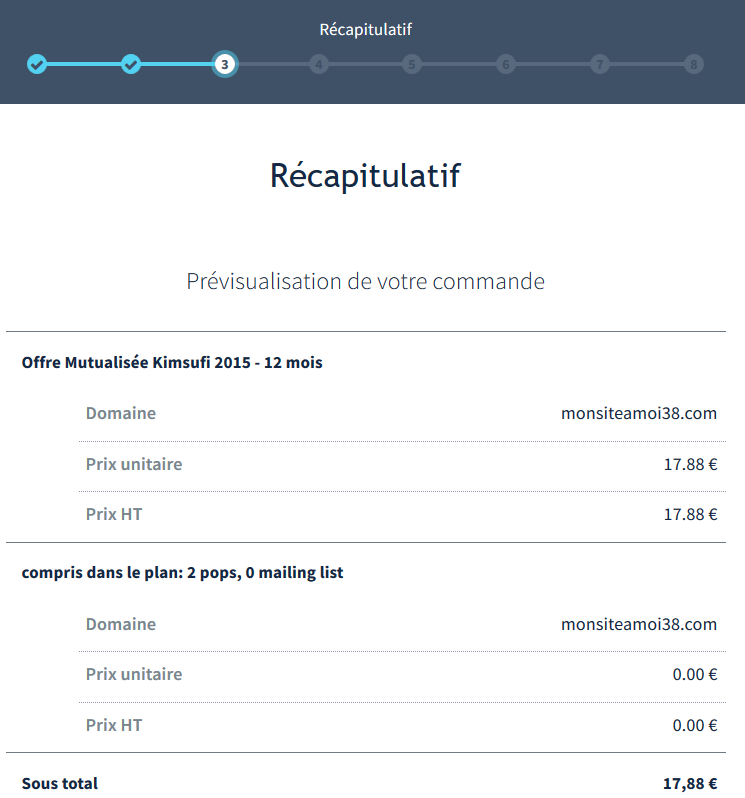 Récapitulatif
3 4 5 6 7 8
Récapitulatif
Prévisualisation de votre commande
Offre Mutualisée Kimsufi 2015 - 12 mois
Domaine monsiteamoi38.com
Prix unitaire 17.88 €
Prix HT 17.88 €
compris dans le plan: 2 pops, 0 mailing list
Domaine monsiteamoi38.com
Prix unitaire 0.00 €
Prix HT 0.00 €
Sous total 17,88 €